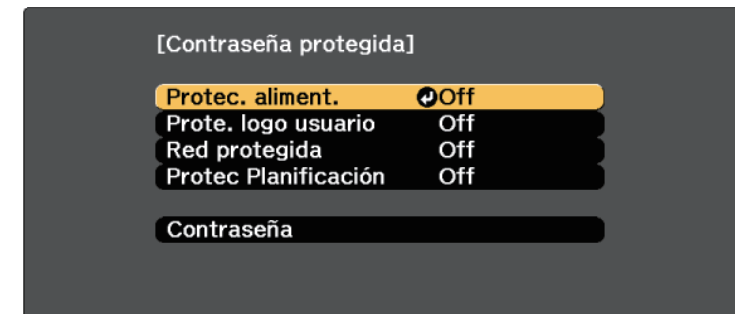 [Contraseña protegida]
Protec. aliment. Off
Prote. logo usuario Off
Red protegida Off
Protec Planificación Off
Contraseña